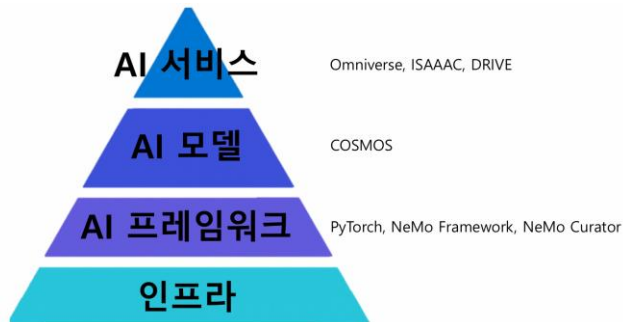 AI 서비스 Omniverse, ISAAAC, DRIVE
AI 모델 COSMOS
AI 프레임워크 PyTorch, NeMo Framework, NeMo Curator
인프라